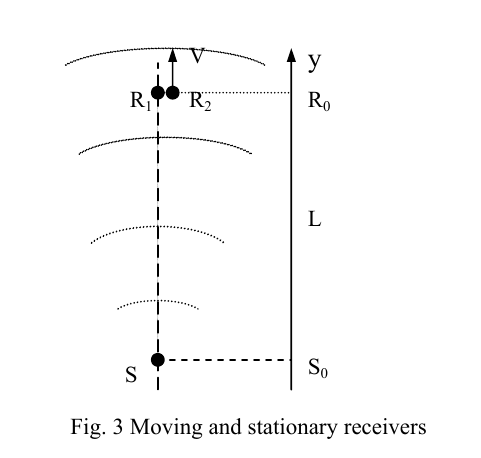 V
y
R1
R2
R0
L
S
S0
Fig. 3 Moving and stationary receivers